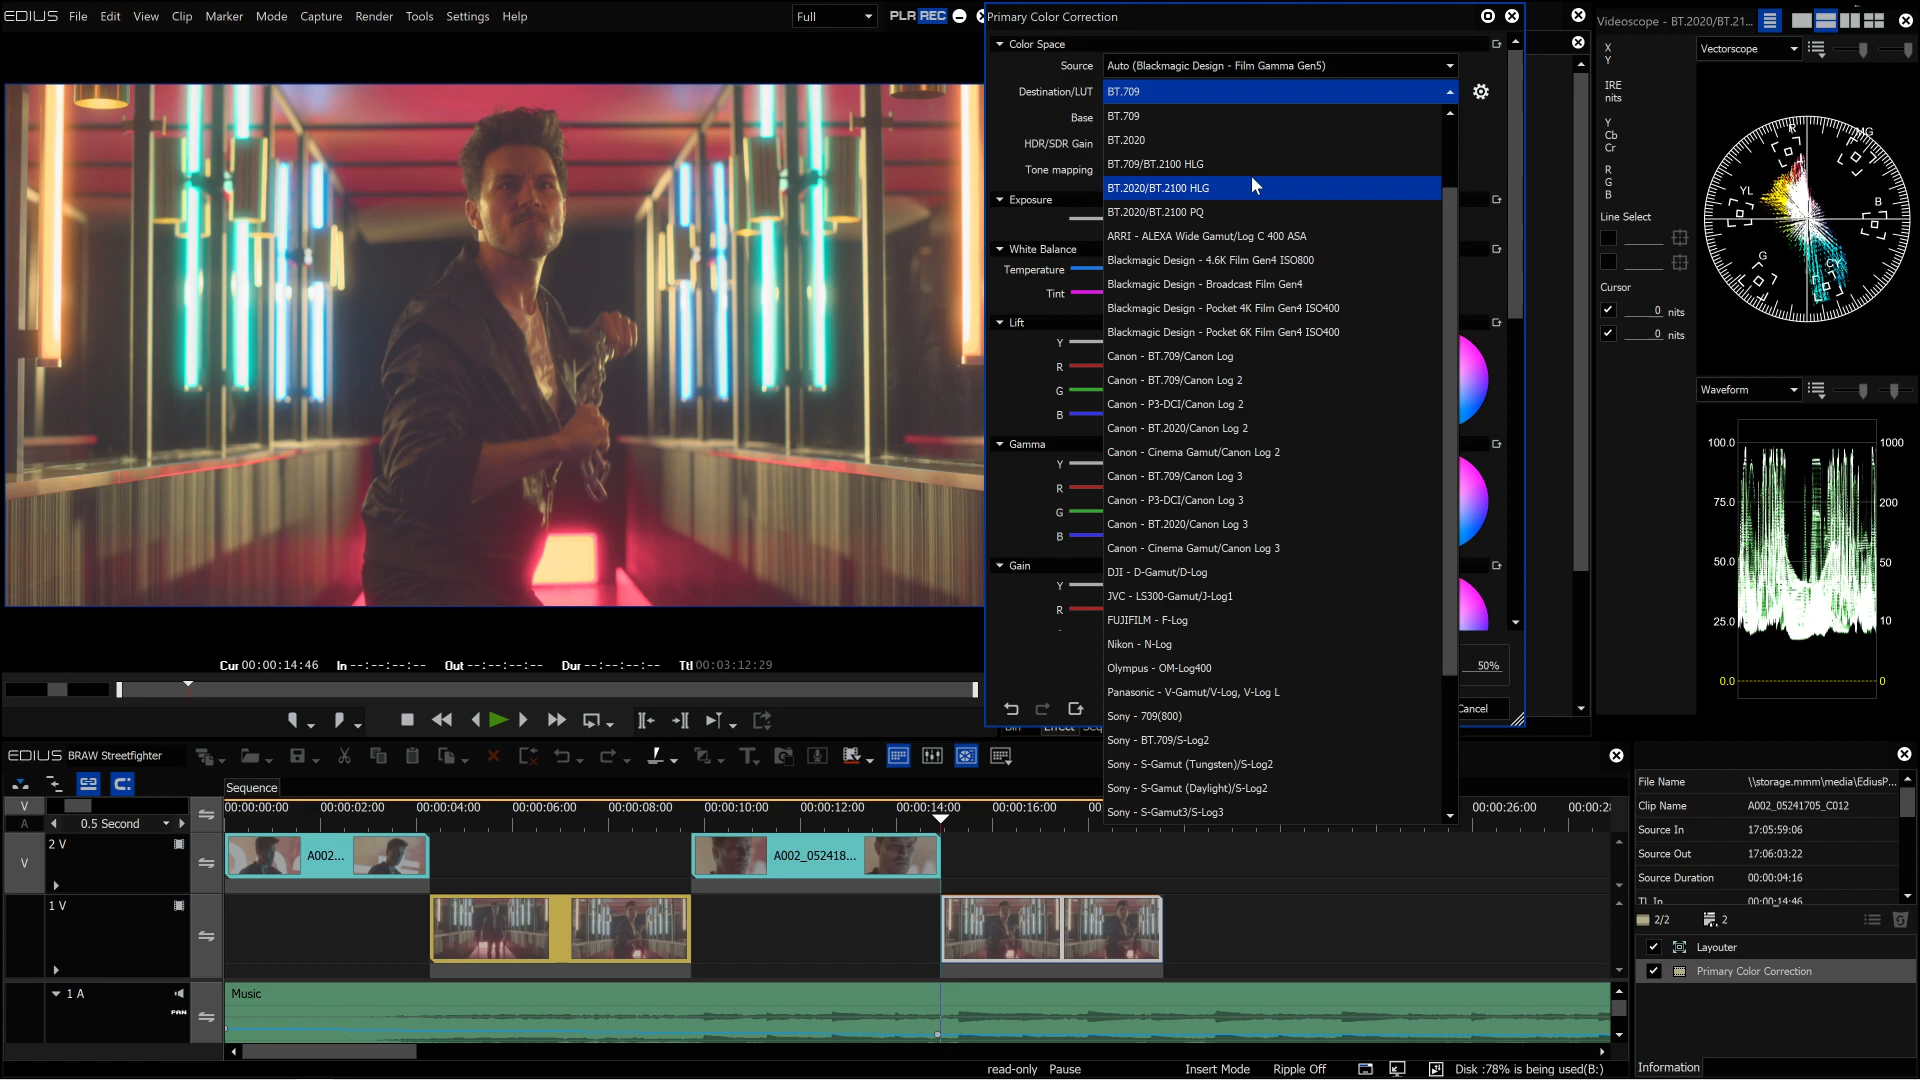 EDIUS File Edit View Clip Marker Mode Capture Render Tools Settings Help
Full
PLR REC
Primary Color Correction
Color Space
Source Auto (Blackmagic Design - Film Gamma Gen5)
Destination/LUT BT.709
Base
HDR/SDR Gain
Tone mapping
BT.709
BT.2020
BT.709/BT.2100 HLG
BT.2020/BT.2100 HLG
BT.2020/BT.2100 PQ
ARRI - ALEXA Wide Gamut/Log C 400 ASA
Blackmagic Design - 4.6K Film Gen4 ISO800
Blackmagic Design - Broadcast Film Gen4
Blackmagic Design - Pocket 4K Film Gen4 ISO400
Blackmagic Design - Pocket 6K Film Gen4 ISO400
Canon - BT.709/Canon Log
Canon - BT.709/Canon Log 2
Canon - P3-DCI/Canon Log 2
Canon - BT.2020/Canon Log 2
Canon - Cinema Gamut/Canon Log 2
Canon - BT.709/Canon Log 3
Canon - P3-DCI/Canon Log 3
Canon - BT.2020/Canon Log 3
Canon - Cinema Gamut/Canon Log 3
DJI - D-Gamut/D-Log
JVC - LS300-Gamut/J-Log1
FUJIFILM - F-Log
Nikon - N-Log
Olympus - OM-Log400
Panasonic - V-Gamut/V-Log, V-Log L
Sony - 709(800)
Sony - BT.709/S-Log2
Sony - S-Gamut (Tungsten)/S-Log2
Sony - S-Gamut (Daylight)/S-Log2
Sony - S-Gamut3/S-Log3
Exposure
White Balance
Temperature
Tint
Lift
Y
R
G
B
Gamma
Y
R
G
B
Gain
Y
R
50%
Cancel
Videoscope - BT.2020/BT.21...
X
Y
IRE
nits
Y
Cb
Cr
R
G
B
Line Select
Cursor
0 nits
0 nits
Vectorscope
R
MG
YL
B
G
CY
Waveform
100.0 1000
75.0 200
50.0 50
25.0 10
0.0 0
Cur 00:00:14:46 In --:--:--:-- Out --:--:--:-- Dur --:--:--:-- Ttl 00:03:12:29
EDIUS BRAW Streetfighter
Sequence
V
A
0.5 Second
00:00:00:00 00:00:02:00 00:00:04:00 00:00:06:00 00:00:08:00 00:00:10:00 00:00:12:00 00:00:14:00 00:00:16:00 00:00:26:00 00:00:28
V
2 V
A002...
A002_052418...
1 V
1 A
PAN
Music
read-only Pause Insert Mode Ripple Off Disk :78% is being used(B:)
File Name \\storage.mmm\media\EdiusP...
Clip Name A002_05241705_C012
Source In 17:05:59:06
Source Out 17:06:03:22
Source Duration 00:00:04:16
TL In 00:00:14:46
2/2 2
Layouter
Primary Color Correction
Information